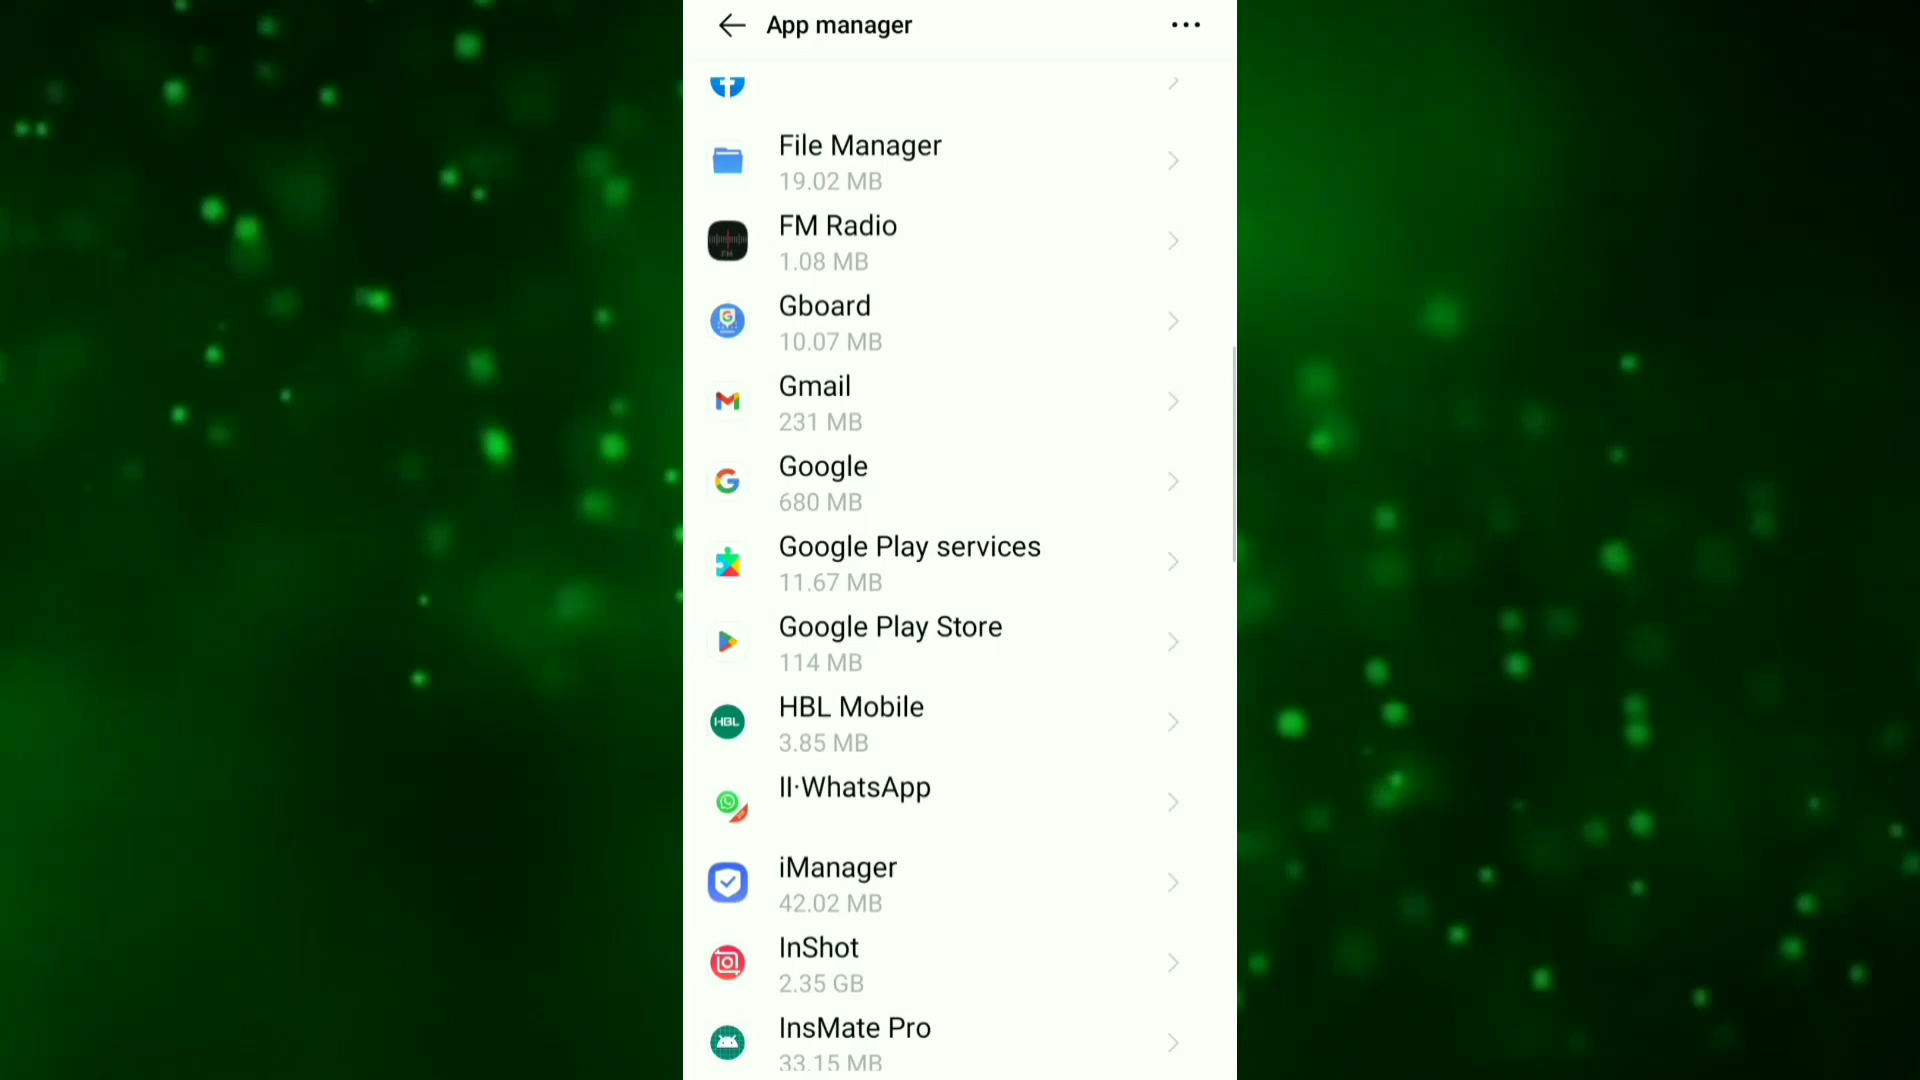 App manager
File Manager
19.02 MB
FM Radio
1.08 MB
FM
Gboard
10.07 MB
Gmail
231 MB
Google
680 MB
Google Play services
11.67 MB
Google Play Store
114 MB
HBL Mobile
3.85 MB
HBL
II·WhatsApp
iManager
42.02 MB
InShot
2.35 GB
InsMate Pro
33.15 MB